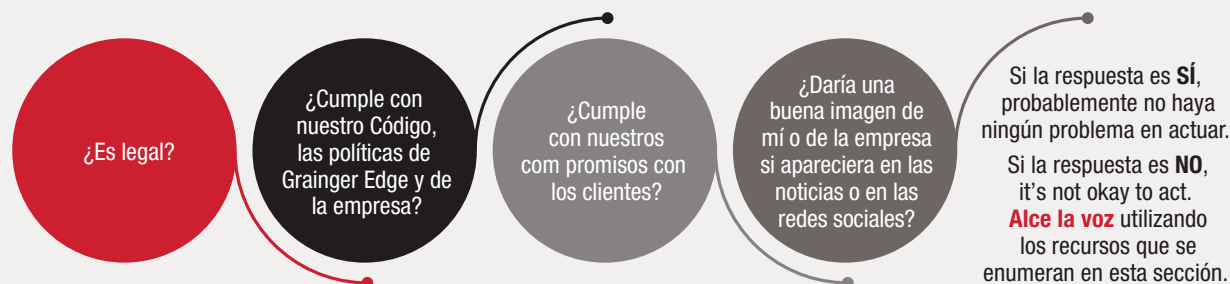 ¿Es legal?
¿Cumple con
nuestro Código,
las políticas de
Grainger Edge y de
la empresa?
¿Cumple
con nuestros
com promisos con
los clientes?
¿Daría una
buena imagen de
mí o de la empresa
si apareciera en las
noticias o en las
redes sociales?
Si la respuesta es SÍ,
probablemente no haya
ningún problema en actuar.
Si la respuesta es NO,
it’s not okay to act.
Alce la voz utilizando
los recursos que se
enumeran en esta sección.